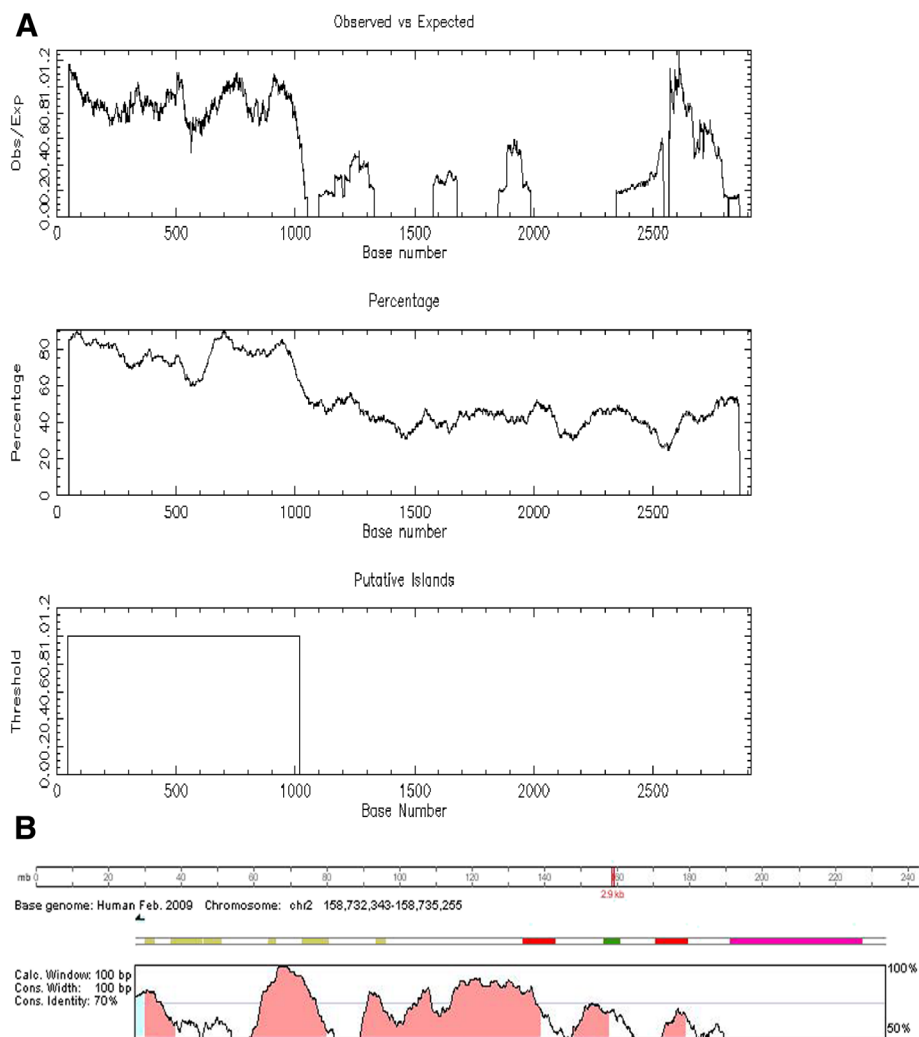 A
Observed vs Expected
Obs/Exp
0.00.20.40.60.81.01.2
0 500 1000 1500 2000 2500
Base number
Percentage
Percentage
0 20 40 60 80
0 500 1000 1500 2000 2500
Base number
Putative Islands
Threshold
0.00.20.40.60.81.01.2
0 500 1000 1500 2000 2500
Base Number
B
mb 0 20 40 60 80 100 120 140 160 180 200 220 240
2.9 kb
Base genome: Human Feb. 2009 Chromosome: chr2 158,732,343-158,735,255
Calc. Window: 100 bp
Cons. Width: 100 bp
Cons. Identity: 70%
100%
50%